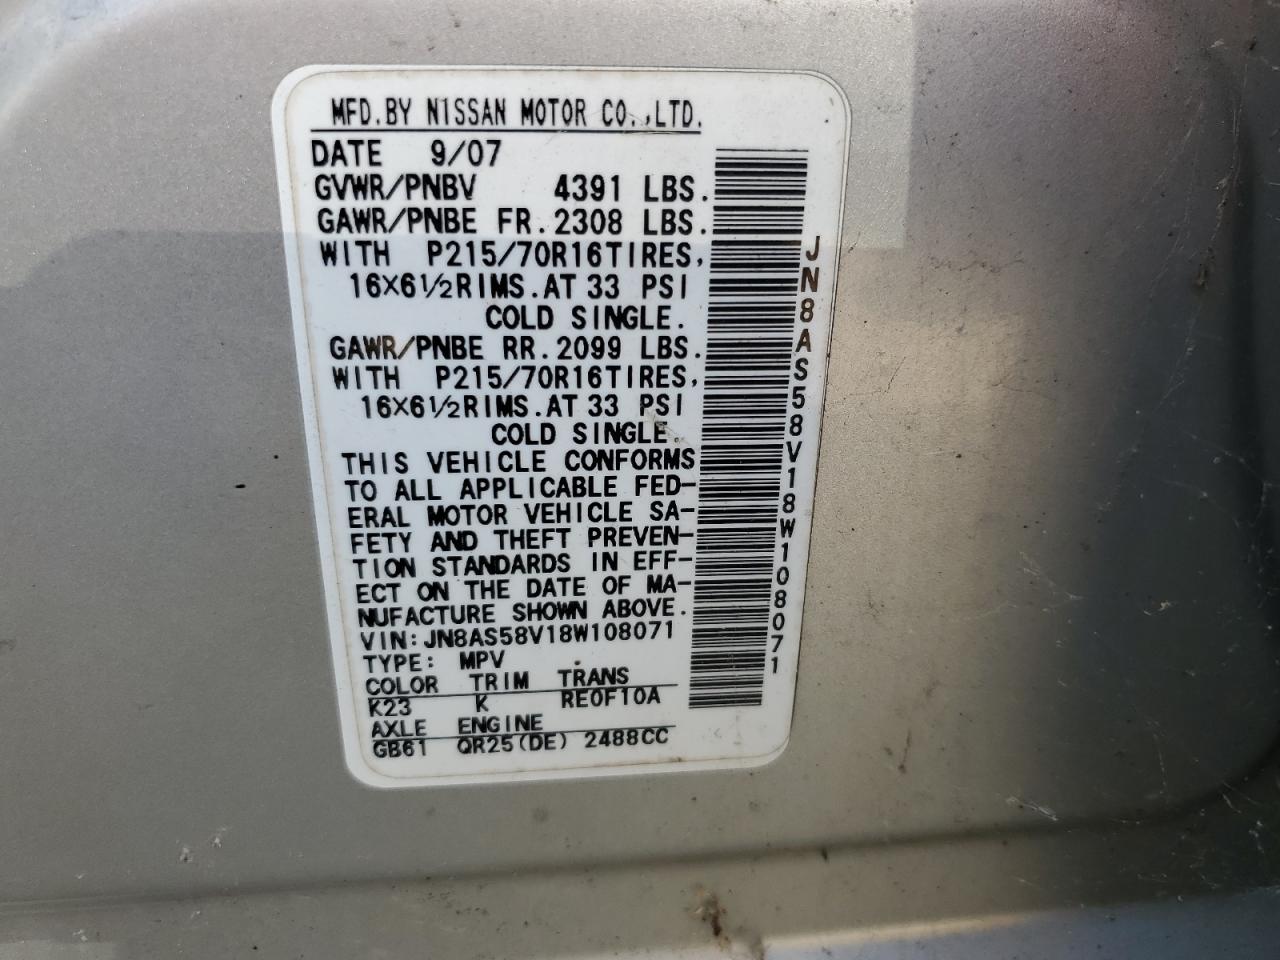 MFD.BY NISSAN MOTOR CO.,LTD.
DATE 9/07
GVWR/PNBV 4391 LBS.
GAWR/PNBE FR.2308 LBS.
WITH P215/70R16TIRES,
16X6½RIMS.AT 33 PSI
COLD SINGLE.
GAWR/PNBE RR.2099 LBS.
WITH P215/70R16TIRES,
16X6½RIMS.AT 33 PSI
COLD SINGLE.
THIS VEHICLE CONFORMS
TO ALL APPLICABLE FED-
ERAL MOTOR VEHICLE SA-
FETY AND THEFT PREVEN-
TION STANDARDS IN EFF-
ECT ON THE DATE OF MA-
NUFACTURE SHOWN ABOVE.
VIN:JN8AS58V18W108071
TYPE: MPV
COLOR TRIM TRANS
K23 K RE0F10A
AXLE ENGINE
GB61 QR25(DE) 2488CC
JN8AS58V18W108071